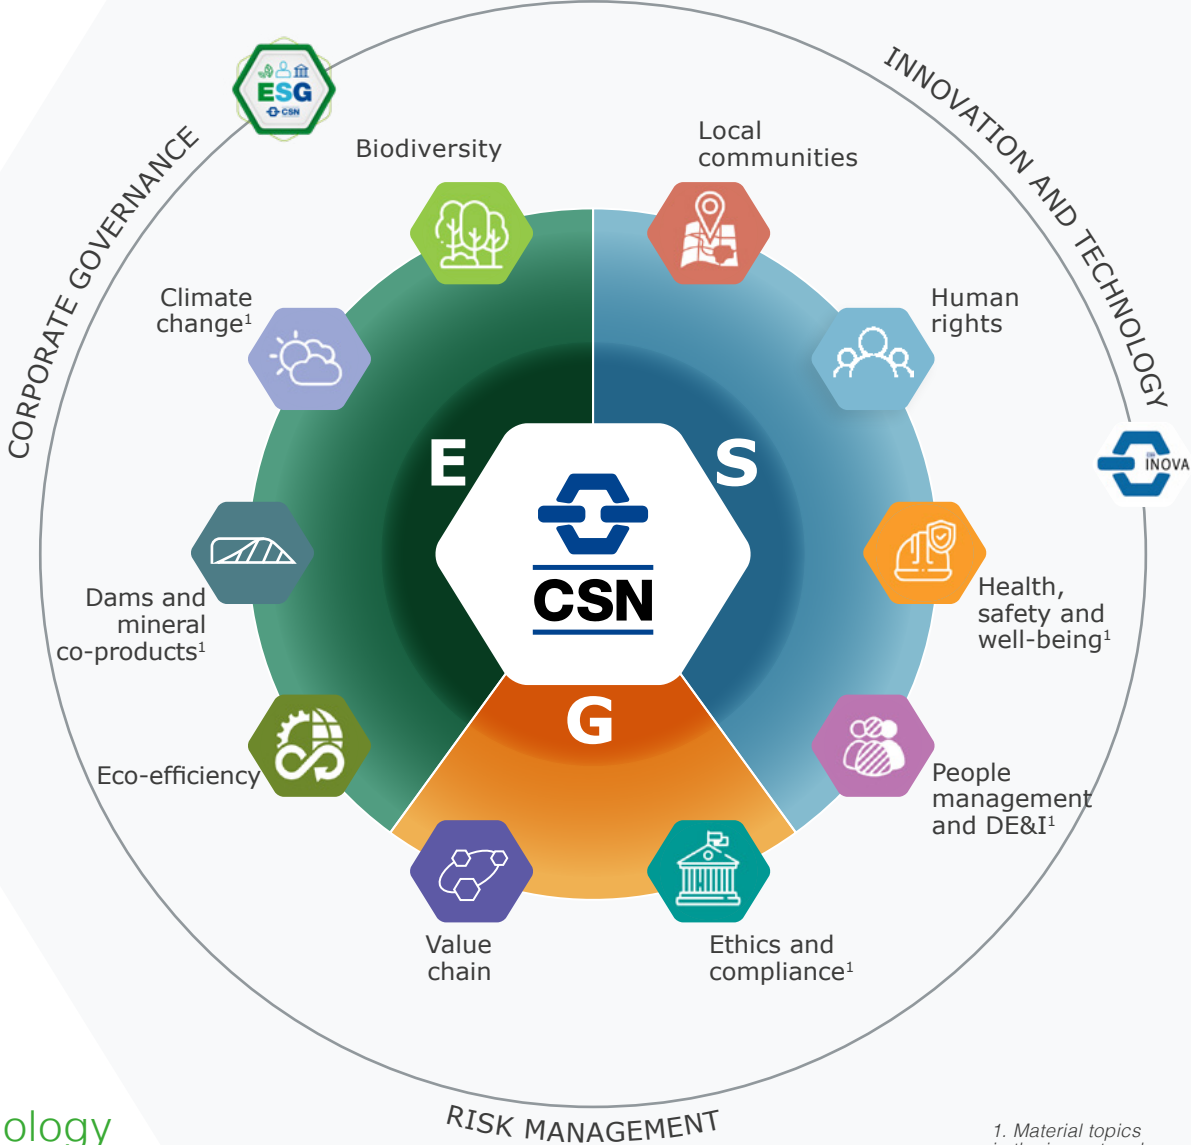 ESG
CSN
CORPORATE GOVERNANCE
INNOVATION AND TECHNOLOGY
INOVA
Biodiversity
Local
communities
Climate
change¹
Human
rights
E
S
CSN
G
Dams and
mineral
co-products¹
Health,
safety and
well-being¹
Eco-efficiency
People
management
and DE&I¹
Value
chain
Ethics and
compliance¹
RISK MANAGEMENT
ology
1. Material topics